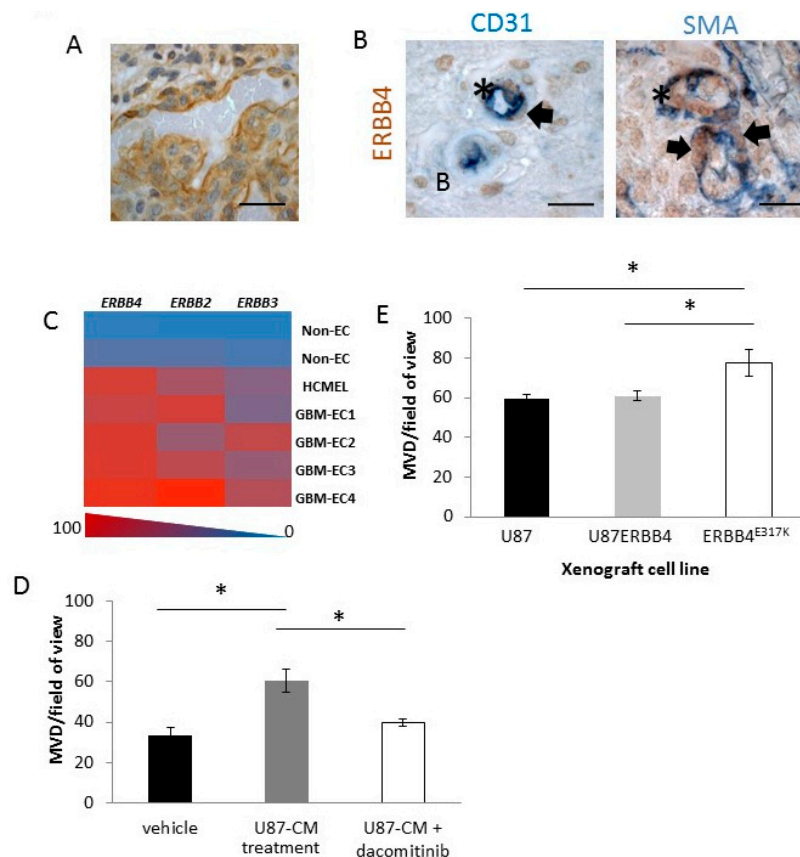 A
B
CD31
SMA
ERBB4
*
*
B
C
ERBB4 ERBB2 ERBB3
Non-EC
Non-EC
HCMEL
GBM-EC1
GBM-EC2
GBM-EC3
GBM-EC4
100 0
E
*
*
MVD/field of view
100
80
60
40
20
0
U87 U87ERBB4 ERBB4E317K
Xenograft cell line
D
*
*
MVD/field of view
100
80
60
40
20
0
vehicle U87-CM treatment U87-CM + dacomitinib